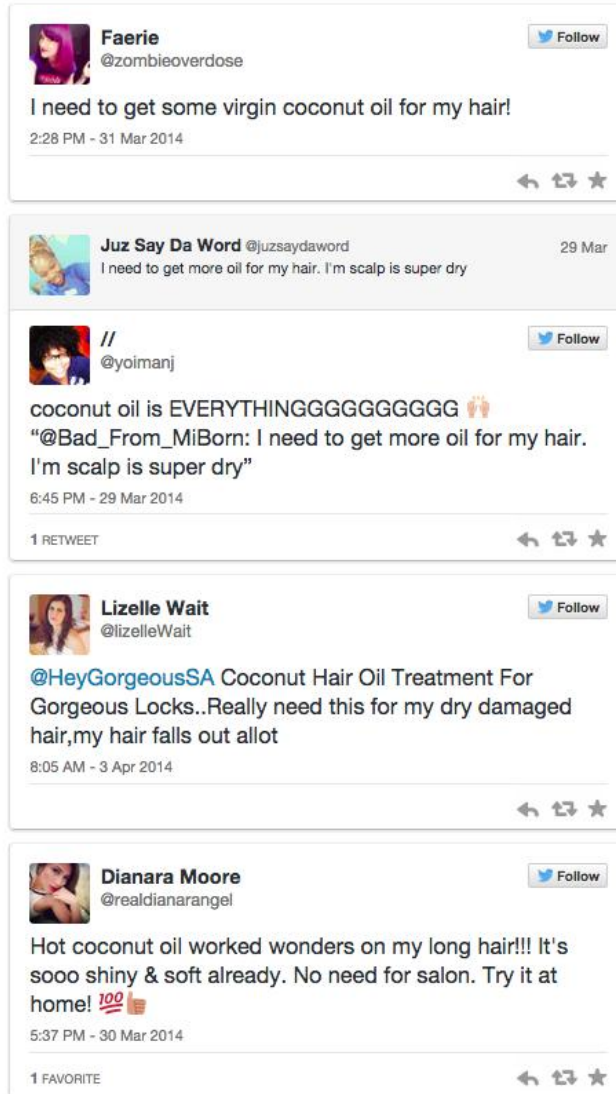 Faerie
Follow
@zombieoverdose
I need to get some virgin coconut oil for my hair!
2:28 PM - 31 Mar 2014
Juz Say Da Word @juzsaydaword 29 Mar
I need to get more oil for my hair. I'm scalp is super dry
//
Follow
@yoimanj
coconut oil is EVERYTHINGGGGGGGGGG 🙌
“@Bad_From_MiBorn: I need to get more oil for my hair.
I'm scalp is super dry”
6:45 PM - 29 Mar 2014
1 RETWEET
Lizelle Wait
Follow
@lizelleWait
@HeyGorgeousSA Coconut Hair Oil Treatment For
Gorgeous Locks..Really need this for my dry damaged
hair,my hair falls out allot
8:05 AM - 3 Apr 2014
Dianara Moore
Follow
@realdianarangel
Hot coconut oil worked wonders on my long hair!!! It's
sooo shiny & soft already. No need for salon. Try it at
home! 💯👍
5:37 PM - 30 Mar 2014
1 FAVORITE